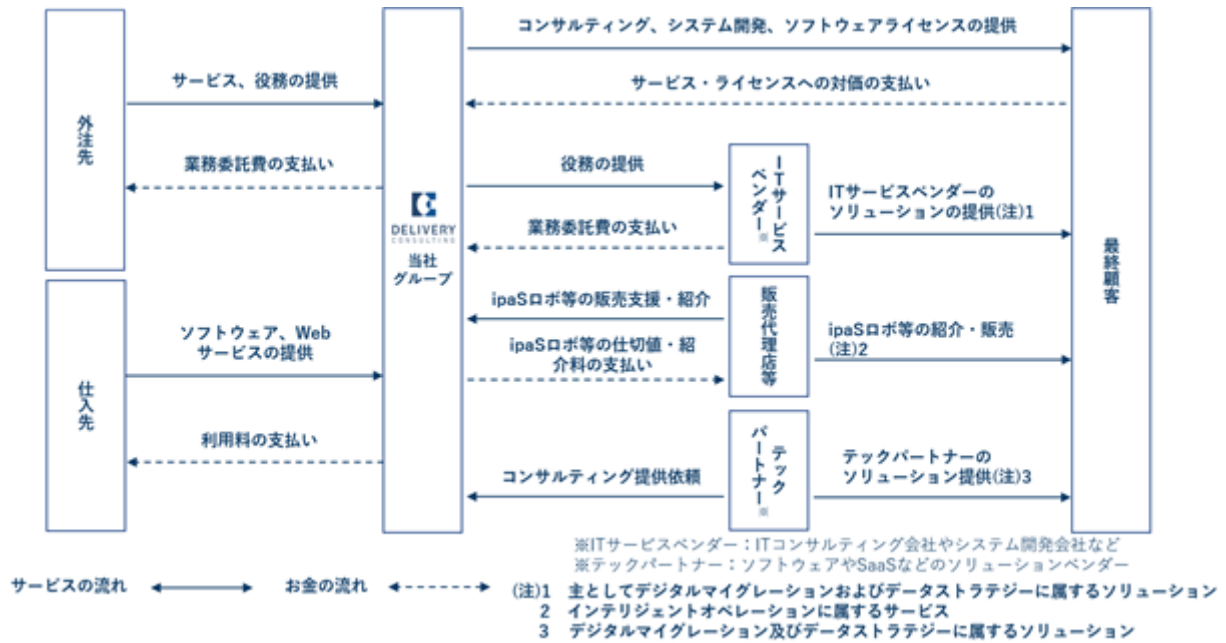 コンサルティング、システム開発、ソフトウェアライセンスの提供
サービス、役務の提供
サービス・ライセンスへの対価の支払い
外注先
業務委託費の支払い
役務の提供
ITサービス
ベンダー※
ITサービスベンダーの
ソリューションの提供(注)1
DELIVERY
CONSULTING
当社
グループ
業務委託費の支払い
最終顧客
ipaSロボ等の販売支援・紹介
販売代理店等
ソフトウェア、Web
サービスの提供
ipaSロボ等の仕切値・紹
介料の支払い
ipaSロボ等の紹介・販売
(注)2
仕入先
利用料の支払い
コンサルティング提供依頼
テック
パートナー※
テックパートナーの
ソリューション提供(注)3
※ITサービスベンダー：ITコンサルティング会社やシステム開発会社など
※テックパートナー：ソフトウェアやSaaSなどのソリューションベンダー
サービスの流れ
お金の流れ
(注)1 主としてデジタルマイグレーションおよびデータストラテジーに属するソリューション
2 インテリジェントオペレーションに属するサービス
3 デジタルマイグレーション及びデータストラテジーに属するソリューション